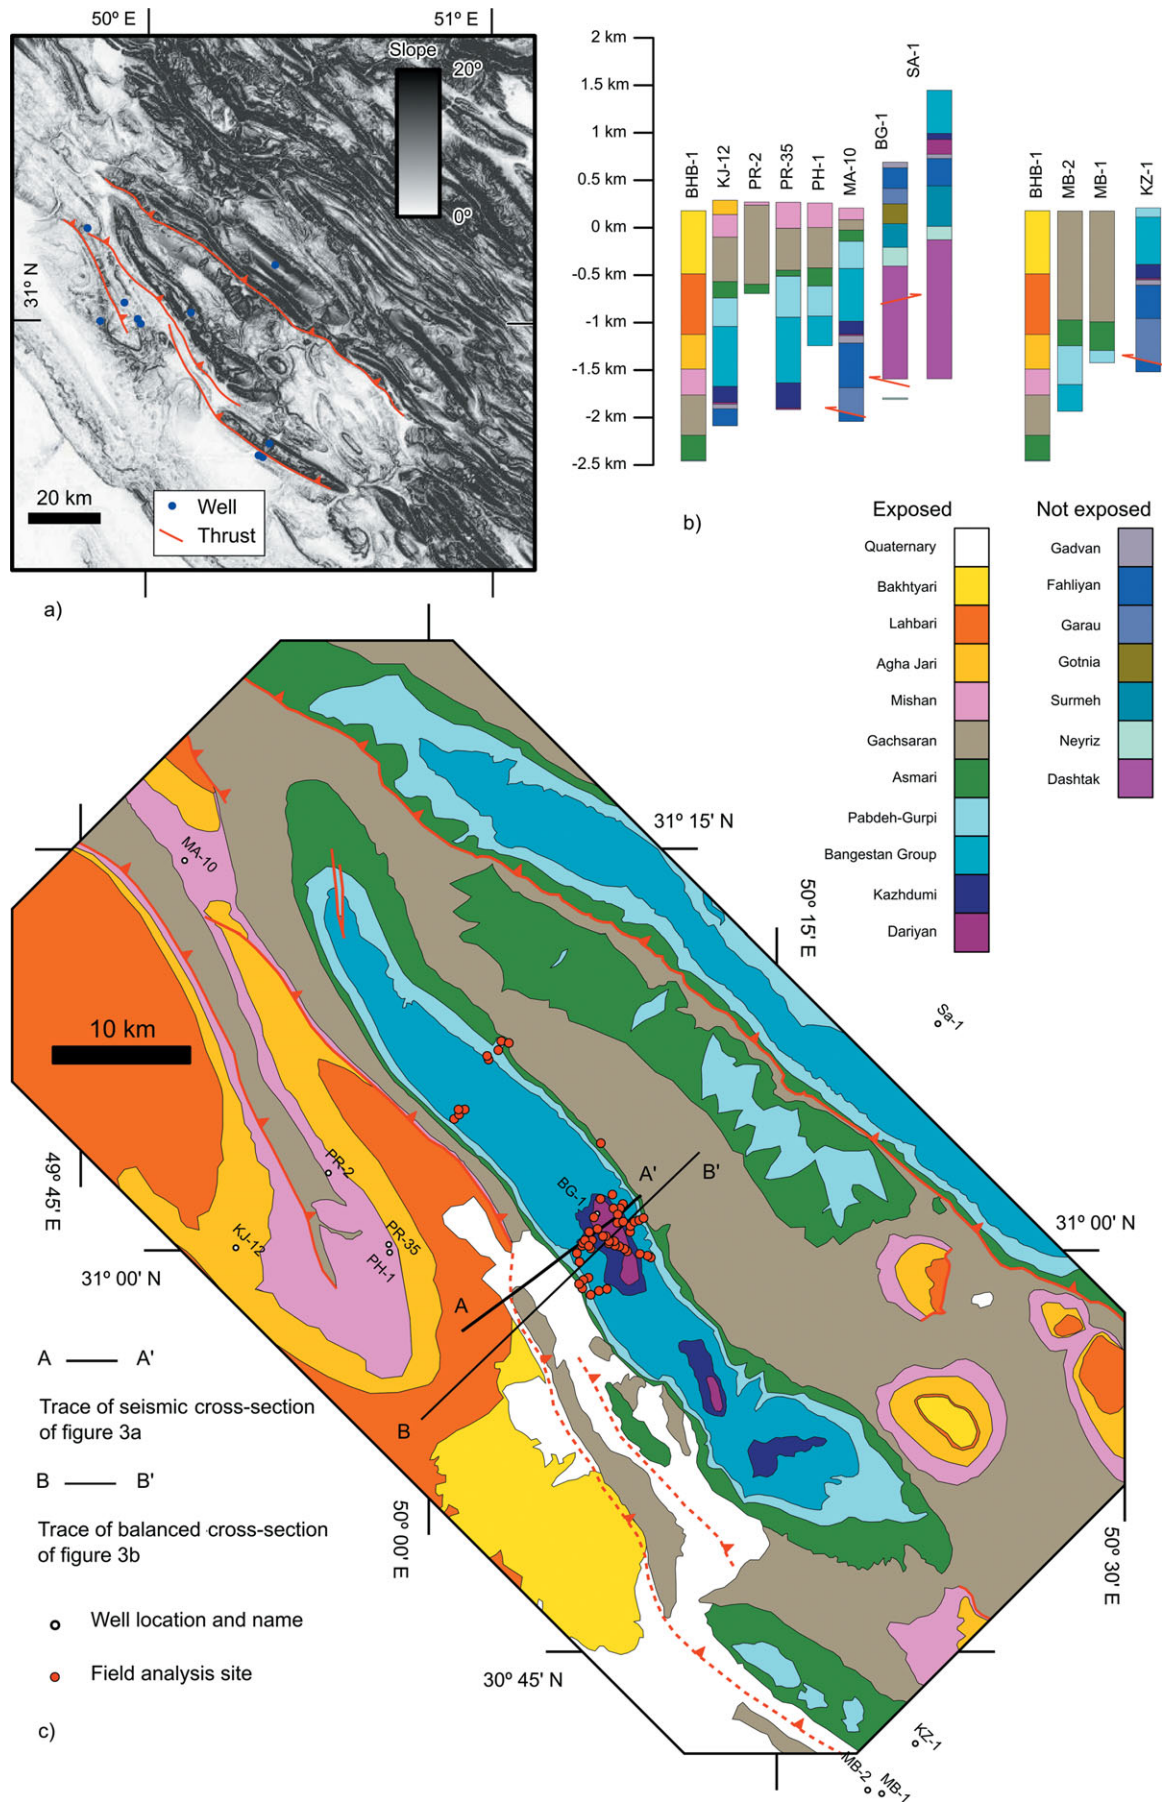 50º E
51º E
Slope
20º
0º
31º N
20 km
Well
Thrust
a)
2 km
1.5 km
1 km
0.5 km
0 km
-0.5 km
-1 km
-1.5 km
-2 km
-2.5 km
BHB-1
KJ-12
PR-2
PR-35
PH-1
MA-10
BG-1
SA-1
BHB-1
MB-2
MB-1
KZ-1
b)
Exposed
Quaternary
Bakhtyari
Lahbari
Agha Jari
Mishan
Gachsaran
Asmari
Pabdeh-Gurpi
Bangestan Group
Kazhdumi
Dariyan
Not exposed
Gadvan
Fahliyan
Garau
Gotnia
Surmeh
Neyriz
Dashtak
31º 15' N
50º 15' E
MA-10
Sa-1
10 km
PR-2
BG-1
A'
B'
49º 45' E
KJ-12
PR-35
PH-1
31º 00' N
31º 00' N
A
B
A A'
Trace of seismic cross-section
of figure 3a
B B'
Trace of balanced cross-section
of figure 3b
50º 00' E
50º 30' E
Well location and name
Field analysis site
30º 45' N
KZ-1
MB-2
MB-1
c)